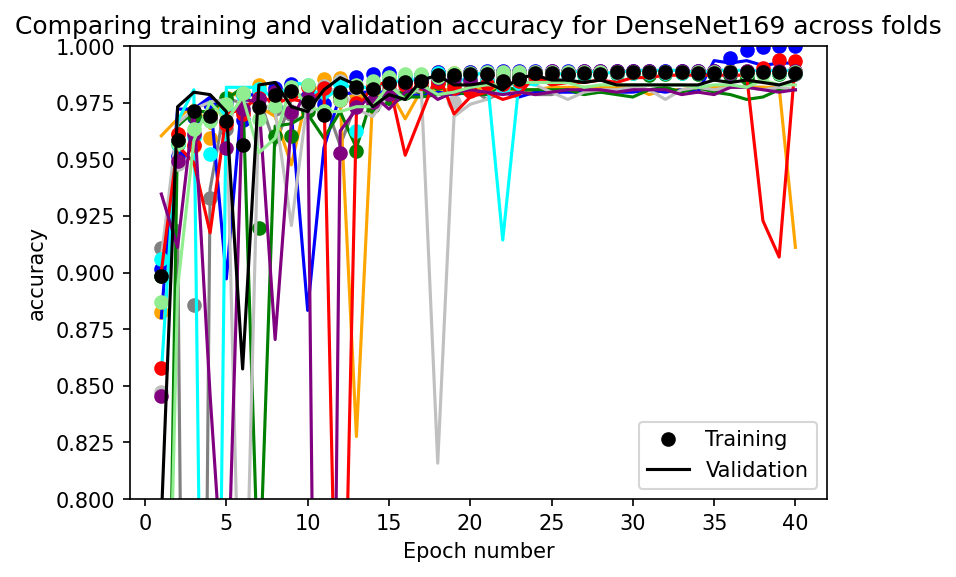 Comparing training and validation accuracy for DenseNet169 across folds
1.000
0.975
0.950
0.925
0.900
0.875
0.850
0.825
0.800
accuracy
Training
Validation
0 5 10 15 20 25 30 35 40
Epoch number